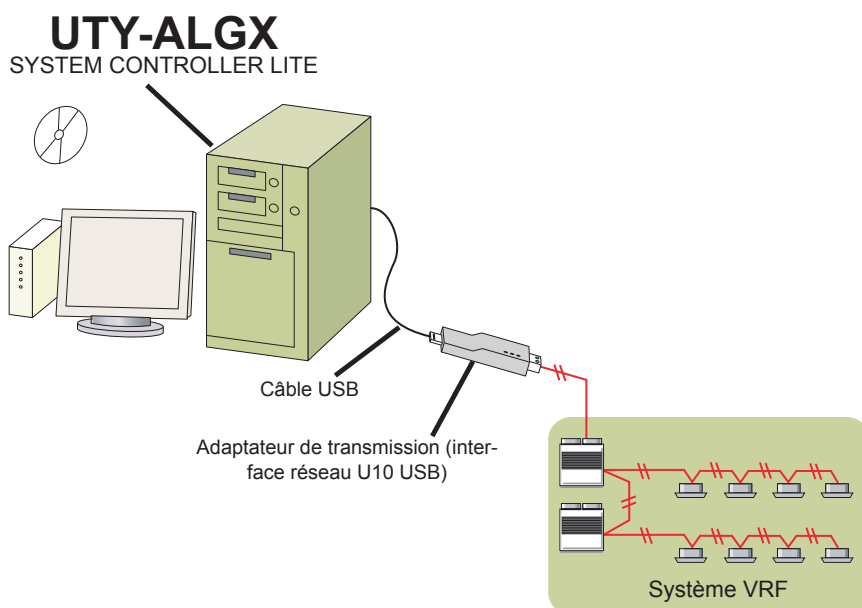 UTY-ALGX
SYSTEM CONTROLLER LITE
Câble USB
Adaptateur de transmission (inter-
face réseau U10 USB)
Système VRF